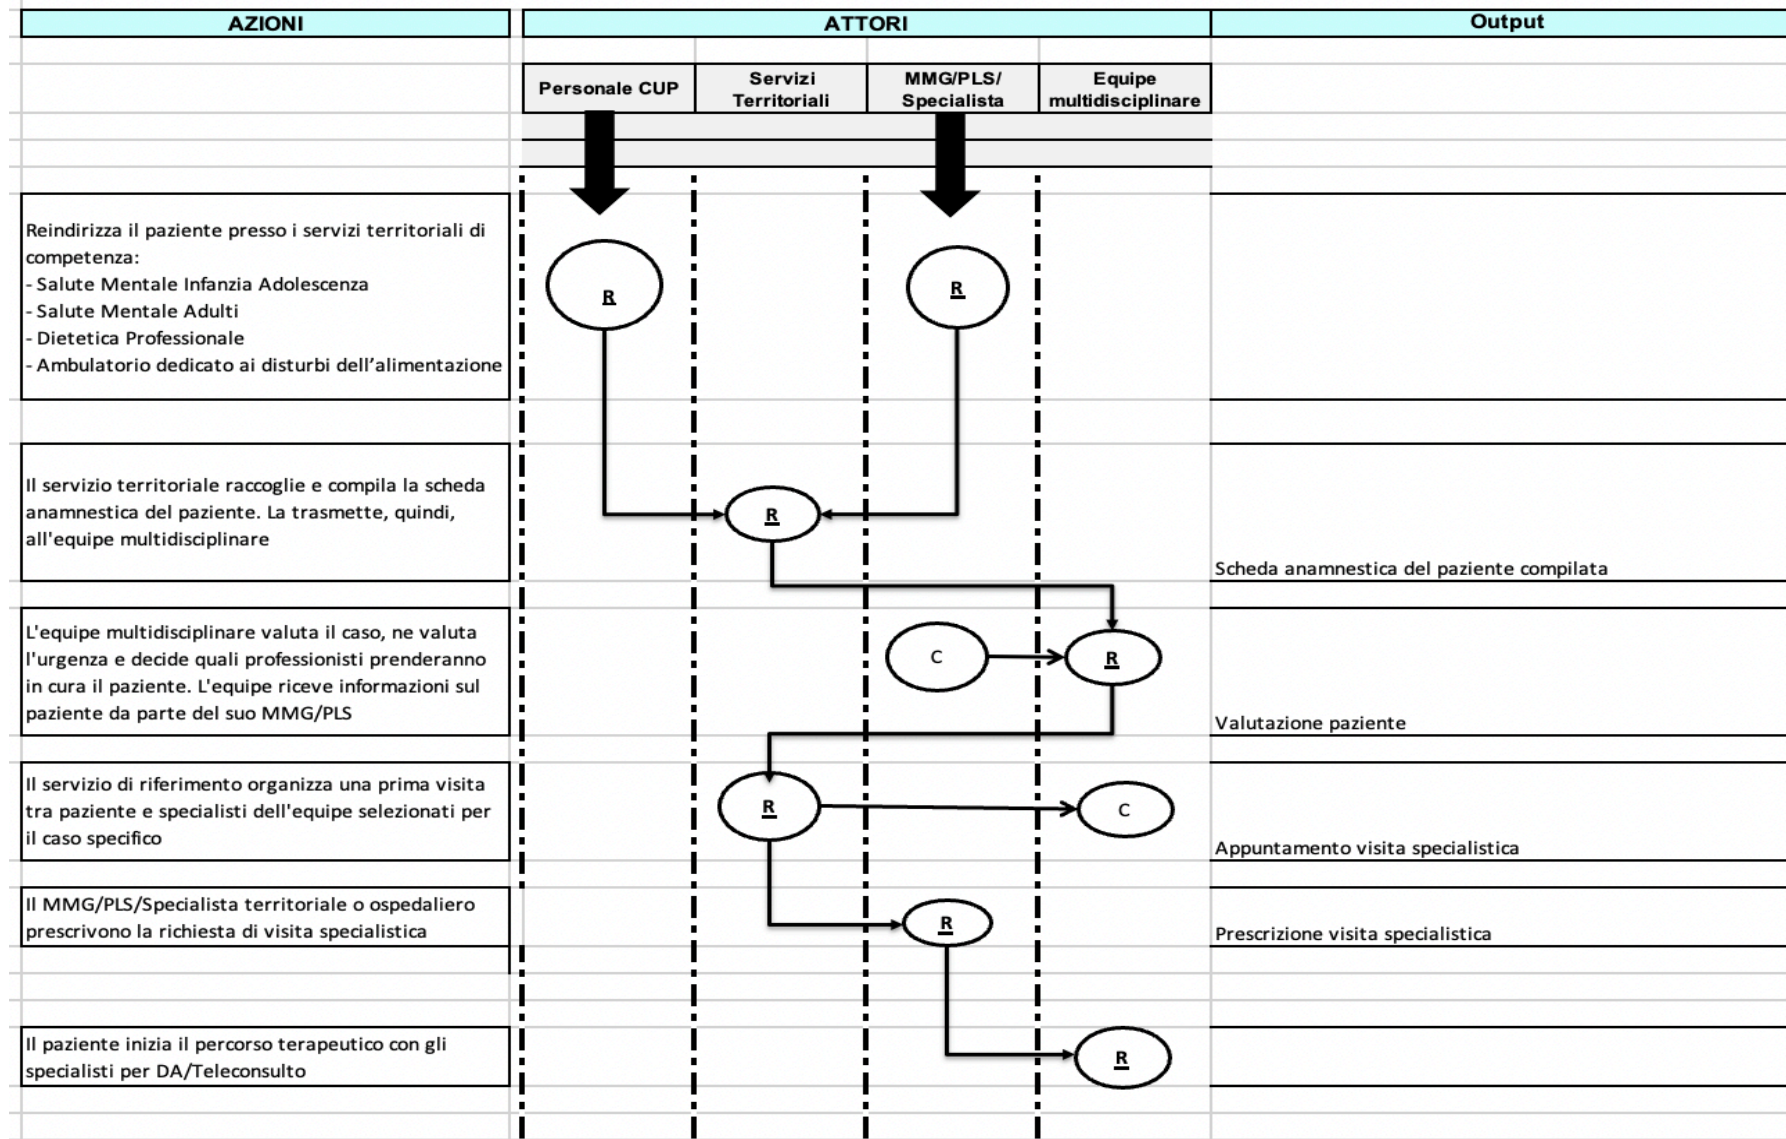 AZIONI
ATTORI
Output
Personale CUP
Servizi
Territoriali
MMG/PLS/
Specialista
Equipe
multidisciplinare
Reindirizza il paziente presso i servizi territoriali di
competenza:
- Salute Mentale Infanzia Adolescenza
- Salute Mentale Adulti
- Dietetica Professionale
- Ambulatorio dedicato ai disturbi dell’alimentazione
R
R
Il servizio territoriale raccoglie e compila la scheda
anamnestica del paziente. La trasmette, quindi,
all'equipe multidisciplinare
R
Scheda anamnestica del paziente compilata
L'equipe multidisciplinare valuta il caso, ne valuta
l'urgenza e decide quali professionisti prenderanno
in cura il paziente. L'equipe riceve informazioni sul
paziente da parte del suo MMG/PLS
C
R
Valutazione paziente
Il servizio di riferimento organizza una prima visita
tra paziente e specialisti dell'equipe selezionati per
il caso specifico
R
C
Appuntamento visita specialistica
Il MMG/PLS/Specialista territoriale o ospedaliero
prescrivono la richiesta di visita specialistica
R
Prescrizione visita specialistica
Il paziente inizia il percorso terapeutico con gli
specialisti per DA/Teleconsulto
R